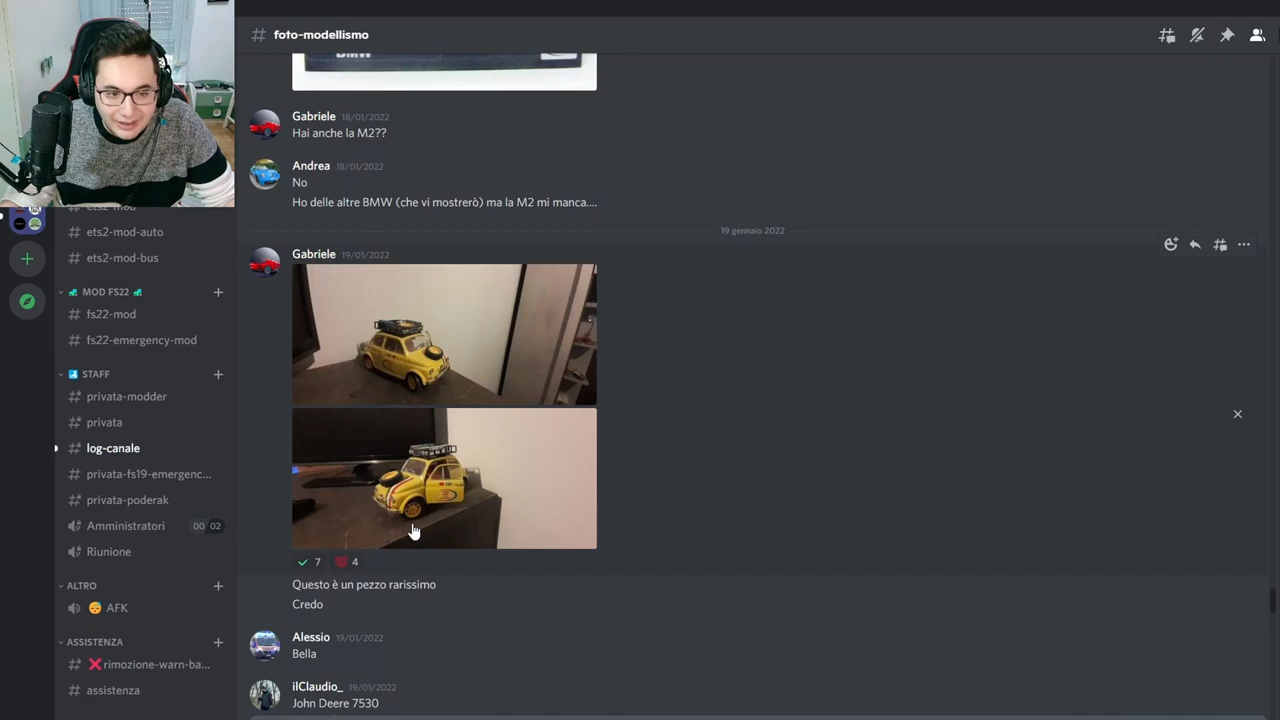 foto-modellismo
BMW
Gabriele 18/01/2022
Hai anche la M2??
Andrea 18/01/2022
No
Ho delle altre BMW (che vi mostrerò) ma la M2 mi manca....
19 gennaio 2022
Gabriele 19/01/2022
7 4
Questo è un pezzo rarissimo
Credo
Alessio 19/01/2022
Bella
ilClaudio_ 19/01/2022
John Deere 7530
ets2-mod
ets2-mod-auto
ets2-mod-bus
MOD FS22
fs22-mod
fs22-emergency-mod
STAFF
privata-modder
privata
log-canale
privata-fs19-emergenc...
privata-poderak
Amministratori 00 02
Riunione
ALTRO
AFK
ASSISTENZA
rimozione-warn-ba...
assistenza